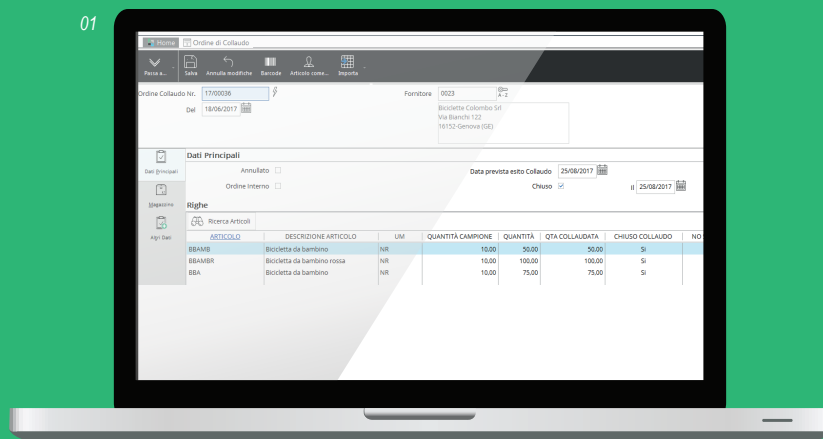 01
Home Ordine di Collaudo
Passa a... Salva Annulla modifiche Barcode Articolo come... Importa
Ordine Collaudo Nr. 17/00036 Fornitore 0023 A - Z
Del 18/06/2017 Biciclette Colombo Srl
Via Bianchi 122
16152-Genova (GE)
Dati Principali
Dati Principali Annullato Data prevista esito Collaudo 25/08/2017
Ordine Interno Chiuso Il 25/08/2017
Magazzino Righe
Ricerca Articoli
Altri Dati ARTICOLO DESCRIZIONE ARTICOLO UM QUANTITÀ CAMPIONE QUANTITÀ QTA COLLAUDATA CHIUSO COLLAUDO NO
BBAMB Bicicletta da bambino NR 10,00 50,00 50,00 Si
BBAMBR Bicicletta da bambino rossa NR 10,00 100,00 100,00 Si
BBA Bicicletta da bambino NR 10,00 75,00 75,00 Si